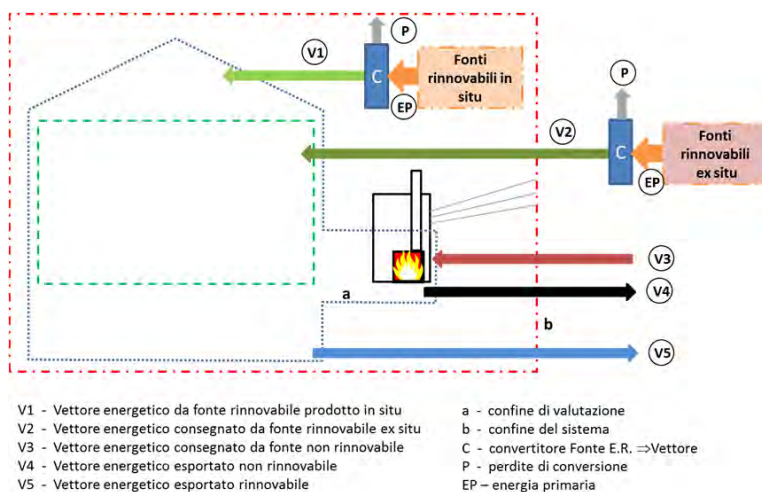 P
V1
C
Fonti
rinnovabili in
situ
EP
P
V2
C
Fonti
rinnovabili
ex situ
EP
V3
a
V4
b
V5
V1 - Vettore energetico da fonte rinnovabile prodotto in situ
V2 - Vettore energetico consegnato da fonte rinnovabile ex situ
V3 - Vettore energetico consegnato da fonte non rinnovabile
V4 - Vettore energetico esportato non rinnovabile
V5 - Vettore energetico esportato rinnovabile
a - confine di valutazione
b - confine del sistema
C - convertitore Fonte E.R. ⇒Vettore
P - perdite di conversione
EP – energia primaria